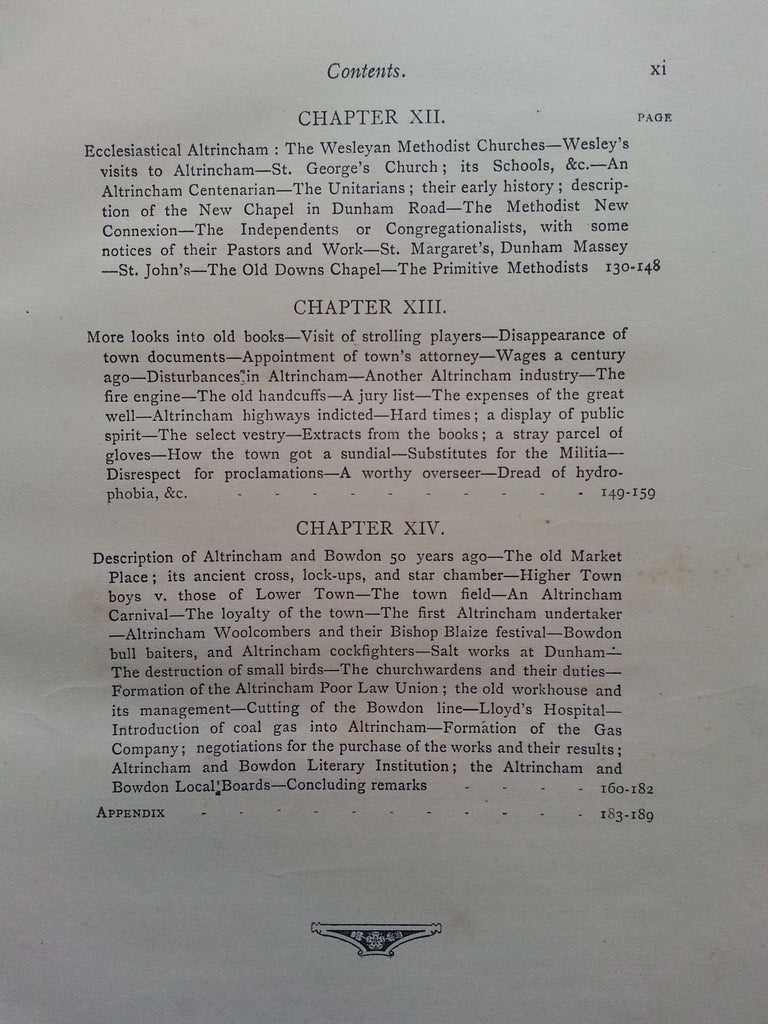 Contents. xi
CHAPTER XII. PAGE
Ecclesiastical Altrincham : The Wesleyan Methodist Churches—Wesley's
visits to Altrincham—St. George's Church ; its Schools, &c.—An
Altrincham Centenarian—The Unitarians ; their early history ; descrip-
tion of the New Chapel in Dunham Road—The Methodist New
Connexion—The Independents or Congregationalists, with some
notices of their Pastors and Work—St. Margaret's, Dunham Massey
—St. John's—The Old Downs Chapel—The Primitive Methodists 130-148
CHAPTER XIII.
More looks into old books—Visit of strolling players—Disappearance of
town documents—Appointment of town's attorney—Wages a century
ago—Disturbances in Altrincham—Another Altrincham industry—The
fire engine—The old handcuffs—A jury list—The expenses of the great
well—Altrincham highways indicted—Hard times ; a display of public
spirit—The select vestry—Extracts from the books ; a stray parcel of
gloves—How the town got a sundial—Substitutes for the Militia—
Disrespect for proclamations—A worthy overseer—Dread of hydro-
phobia, &c. - - - - - - - - - - 149-159
CHAPTER XIV.
Description of Altrincham and Bowdon 50 years ago—The old Market
Place ; its ancient cross, lock-ups, and star chamber—Higher Town
boys v. those of Lower Town—The town field—An Altrincham
Carnival—The loyalty of the town—The first Altrincham undertaker
—Altrincham Woolcombers and their Bishop Blaize festival—Bowdon
bull baiters, and Altrincham cockfighters—Salt works at Dunham—
The destruction of small birds—The churchwardens and their duties—
Formation of the Altrincham Poor Law Union ; the old workhouse and
its management—Cutting of the Bowdon line—Lloyd's Hospital—
Introduction of coal gas into Altrincham—Formation of the Gas
Company ; negotiations for the purchase of the works and their results ;
Altrincham and Bowdon Literary Institution ; the Altrincham and
Bowdon Local Boards—Concluding remarks - - - - 160-182
APPENDIX - - - - - - - - - - - 183-189